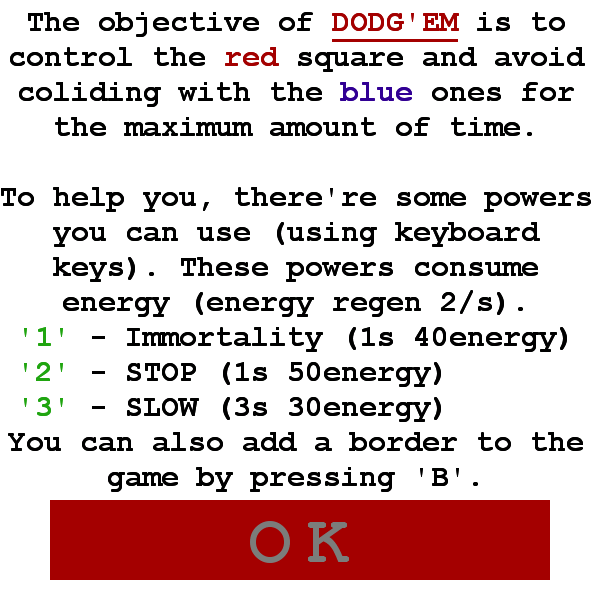 The objective of DODG'EM is to
control the red square and avoid
coliding with the blue ones for
the maximum amount of time.
To help you, there're some powers
you can use (using keyboard
keys). These powers consume
energy (energy regen 2/s).
'1' - Immortality (1s 40energy)
'2' - STOP (1s 50energy)
'3' - SLOW (3s 30energy)
You can also add a border to the
game by pressing 'B'.
OK